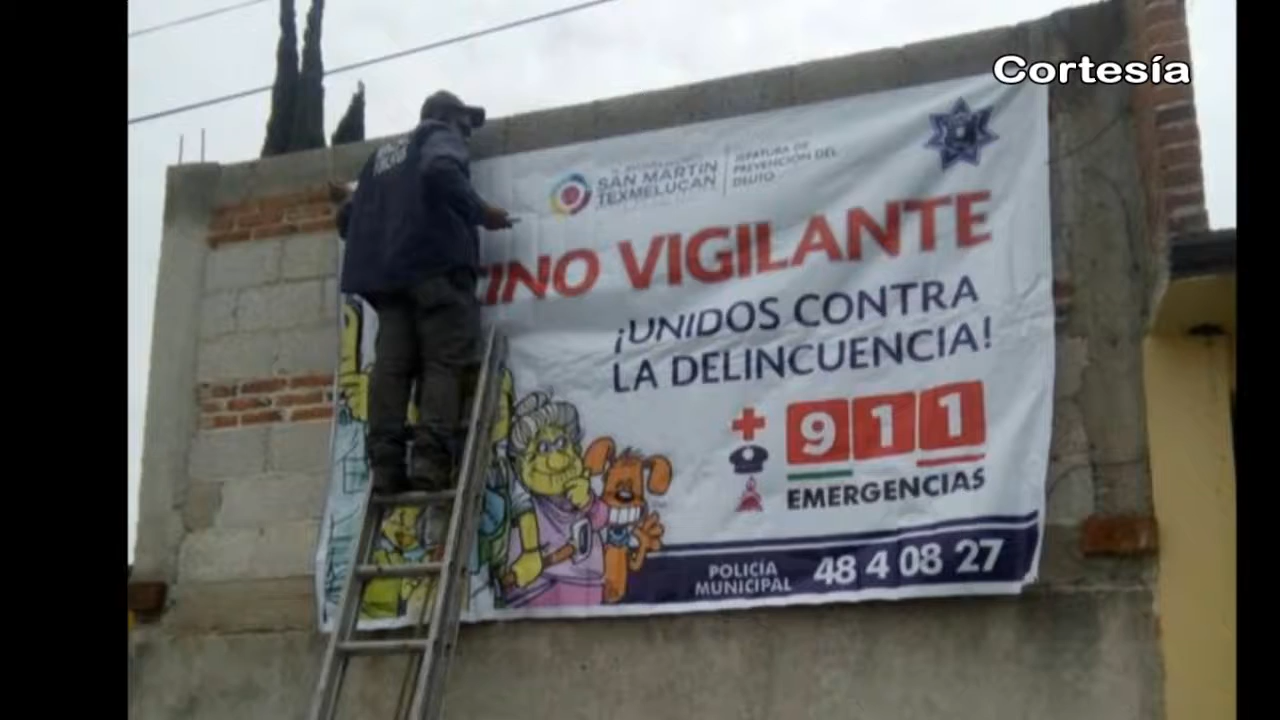 Cortesía
SAN MARTÍN
TEXMELUCAN
JEFATURA DE
PREVENCIÓN DEL
DELITO
CINO VIGILANTE
¡UNIDOS CONTRA
LA DELINCUENCIA!
911
EMERGENCIAS
POLICÍA
MUNICIPAL
48 4 08 27